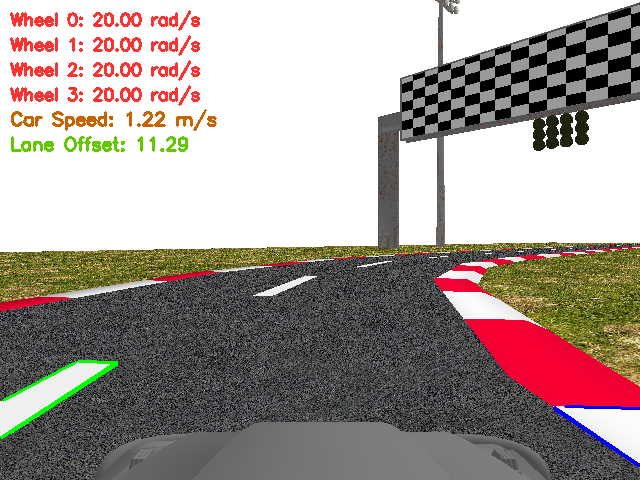 Wheel 0: 20.00 rad/s
Wheel 1: 20.00 rad/s
Wheel 2: 20.00 rad/s
Wheel 3: 20.00 rad/s
Car Speed: 1.22 m/s
Lane Offset: 11.29